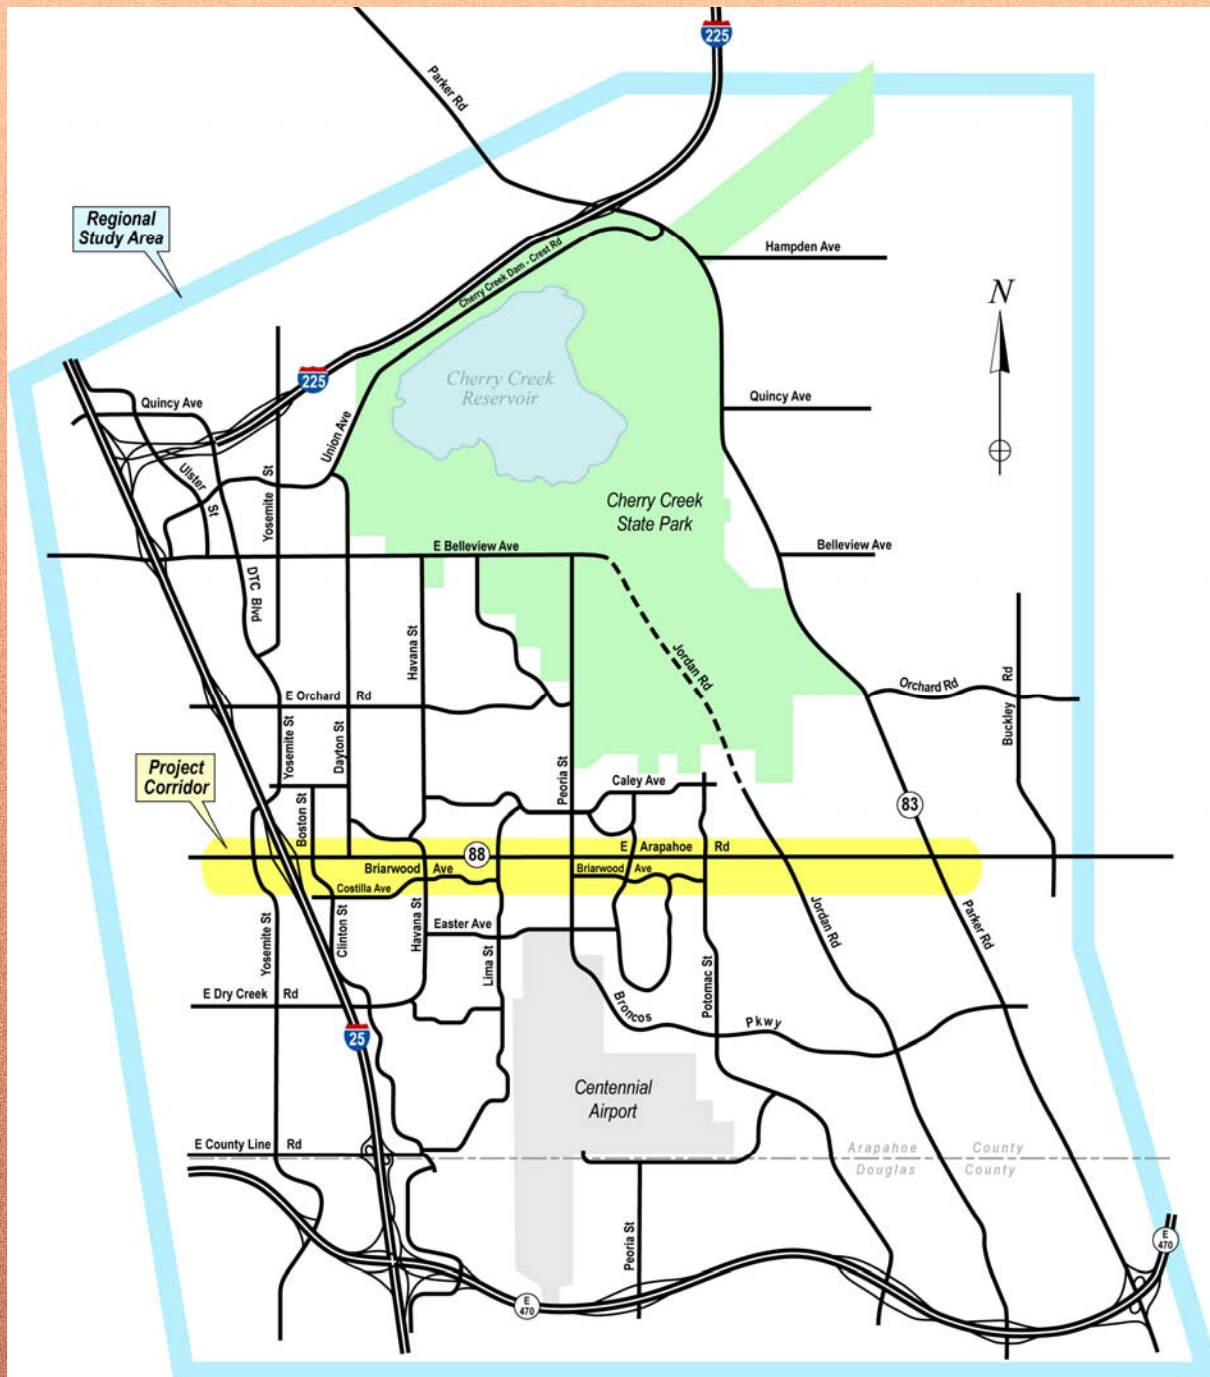 225
Parker Rd
Regional
Study Area
Hampden Ave
Cherry Creek Dam - Crest Rd
N
225
Cherry Creek
Reservoir
Quincy Ave
Quincy Ave
Union Ave
Ulster St
Yosemite St
Cherry Creek
State Park
E Belleview Ave
Belleview Ave
DTC Blvd
Havana St
Jordan Rd
E Orchard Rd
Orchard Rd
Buckley Rd
Yosemite St
Dayton St
Project
Corridor
Peoria St
Caley Ave
Boston St
83
E Arapahoe Rd
88
Briarwood Ave
Briarwood Ave
Costilla Ave
Yosemite St
Clinton St
Havana St
Easter Ave
Jordan Rd
Parker Rd
Lima St
Potomac St
E Dry Creek Rd
Broncos Pkwy
25
Centennial
Airport
E County Line Rd
Arapahoe County
Douglas County
Peoria St
E
470
E
470